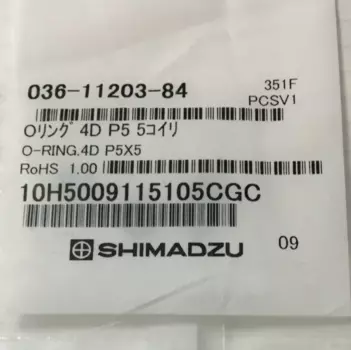 036-11203-84
351F
PCSV1
Oリング 4D P5 5コイリ
O-RING,4D P5X5
RoHS 1.00
10H5009115105CGC
SHIMADZU
09